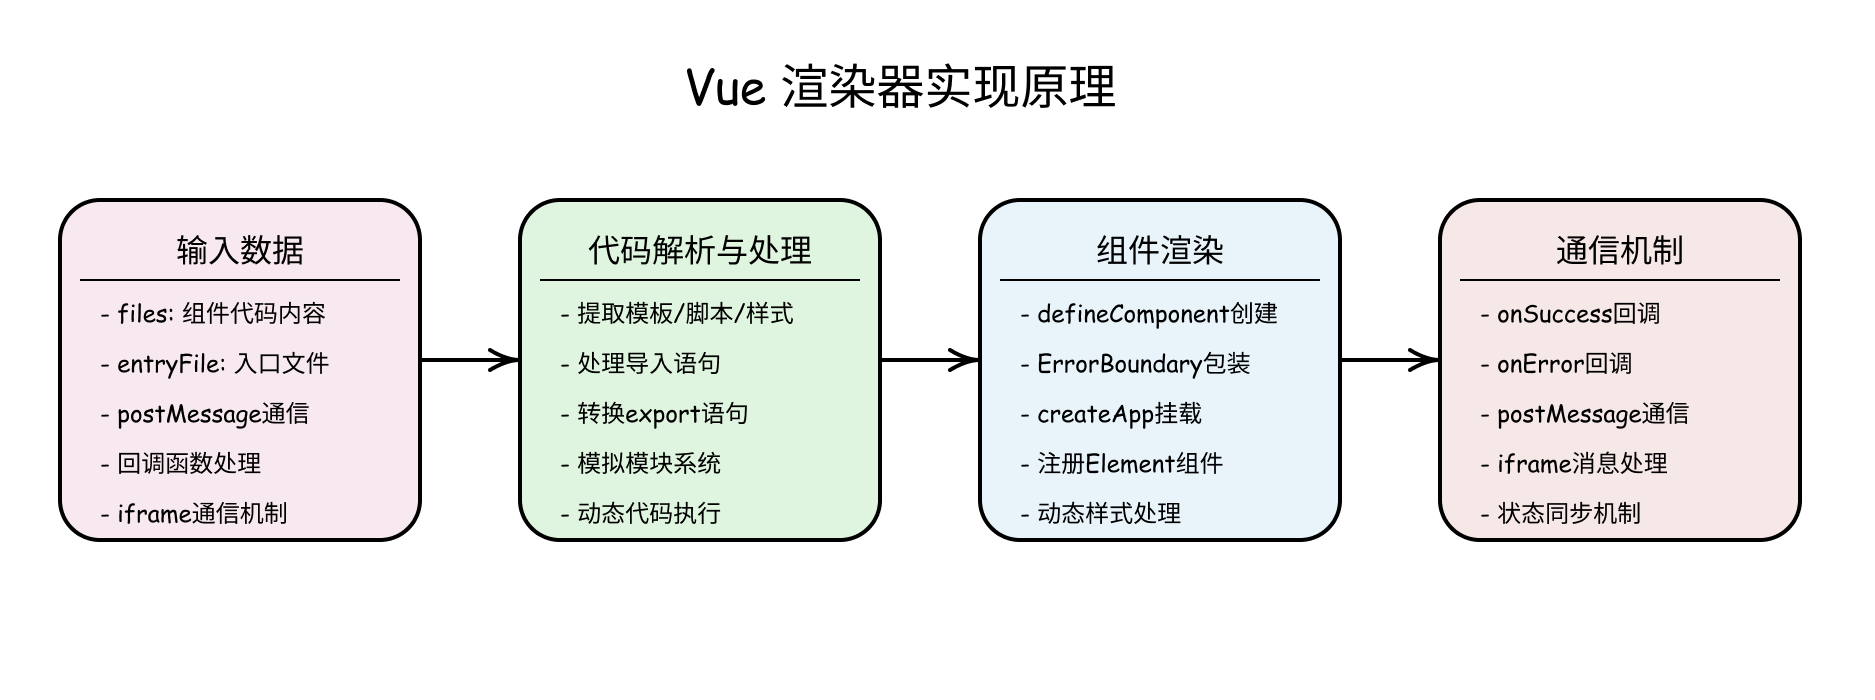 Vue 渲染器实现原理
输入数据
- files: 组件代码内容
- entryFile: 入口文件
- postMessage通信
- 回调函数处理
- iframe通信机制
代码解析与处理
- 提取模板/脚本/样式
- 处理导入语句
- 转换export语句
- 模拟模块系统
- 动态代码执行
组件渲染
- defineComponent创建
- ErrorBoundary包装
- createApp挂载
- 注册Element组件
- 动态样式处理
通信机制
- onSuccess回调
- onError回调
- postMessage通信
- iframe消息处理
- 状态同步机制